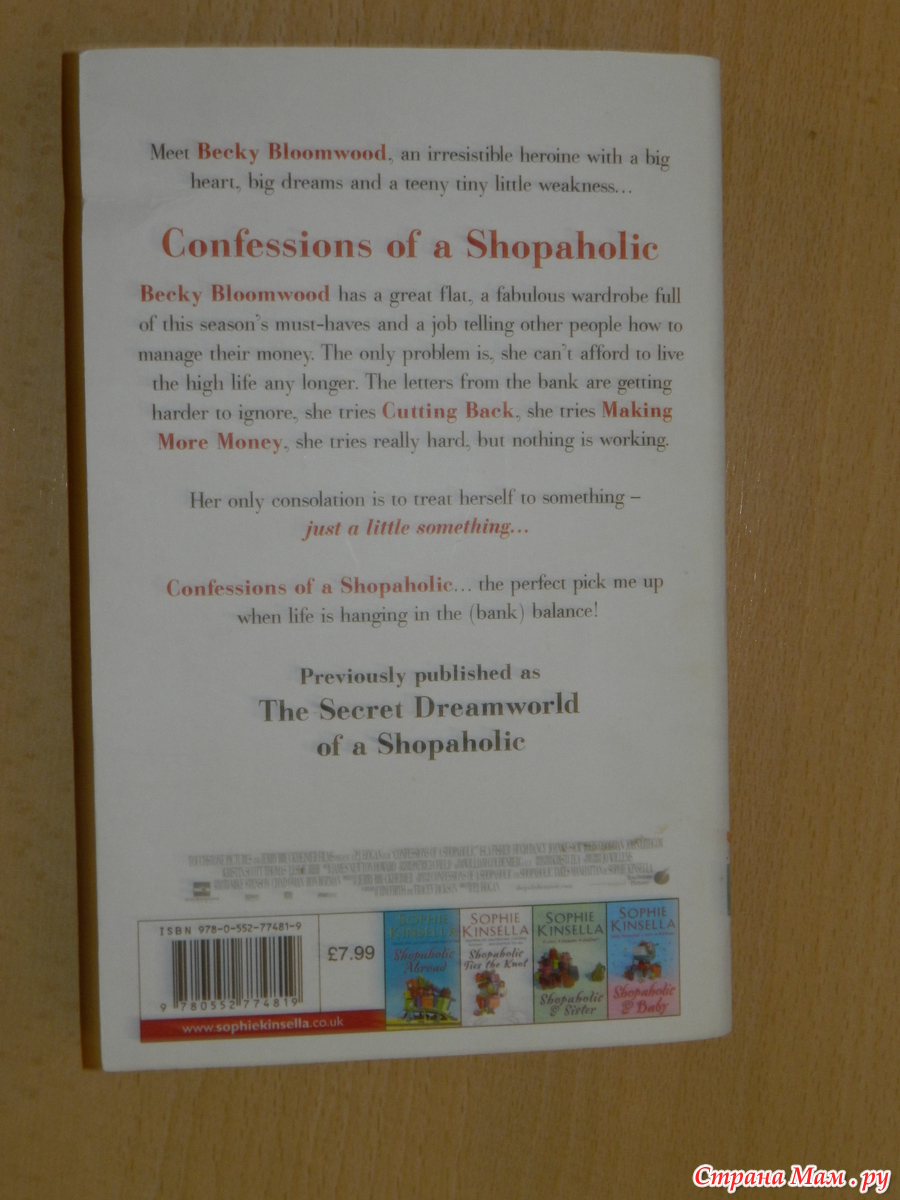 Meet Becky Bloomwood, an irresistible heroine with a big
heart, big dreams and a teeny tiny little weakness...
Confessions of a Shopaholic
Becky Bloomwood has a great flat, a fabulous wardrobe full
of this season's must-haves and a job telling other people how to
manage their money. The only problem is, she can't afford to live
the high life any longer. The letters from the bank are getting
harder to ignore, she tries Cutting Back, she tries Making
More Money, she tries really hard, but nothing is working.
Her only consolation is to treat herself to something –
just a little something...
Confessions of a Shopaholic... the perfect pick me up
when life is hanging in the (bank) balance!
Previously published as
The Secret Dreamworld
of a Shopaholic
ISBN 978-0-552-77481-9
9 780552 774819
www.sophiekinsella.co.uk
£7.99
SOPHIE
KINSELLA
Shopaholic
Abroad
SOPHIE
KINSELLA
Shopaholic
Ties the Knot
SOPHIE
KINSELLA
Shopaholic
& Sister
SOPHIE
KINSELLA
Shopaholic
& Baby
Страна Мам.ру